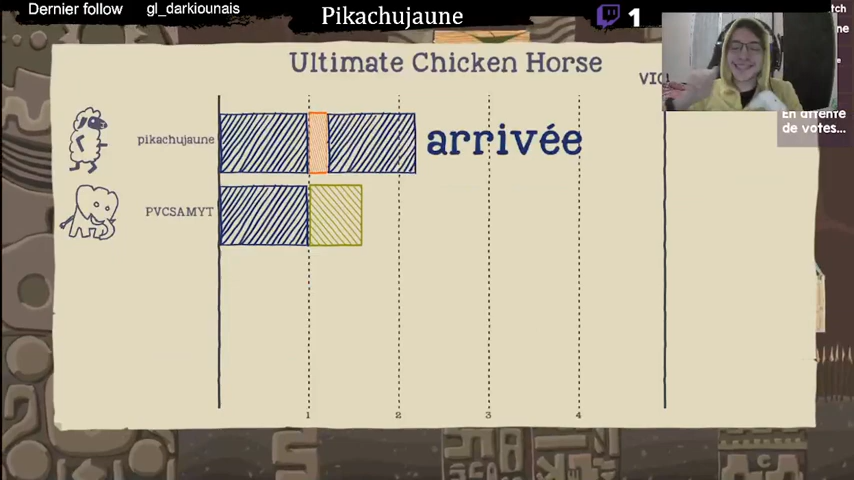 Dernier follow gl_darkiounais
Pikachujaune
1
Ultimate Chicken Horse
pikachujaune
arrivée
PVCSAMYT
En attente
de votes...
1 2 3 4